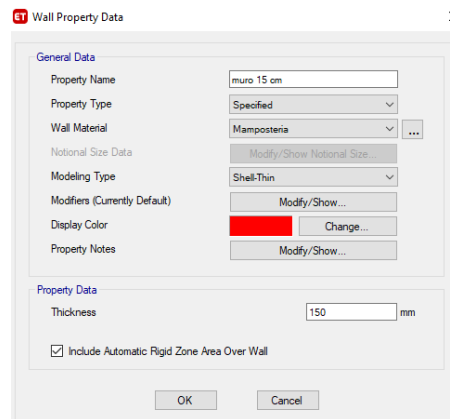 ET Wall Property Data
General Data
Property Name muro 15 cm
Property Type Specified
Wall Material Mamposteria ...
Notional Size Data Modify/Show Notional Size...
Modeling Type Shell-Thin
Modifiers (Currently Default) Modify/Show...
Display Color Change...
Property Notes Modify/Show...
Property Data
Thickness 150 mm
Include Automatic Rigid Zone Area Over Wall
OK Cancel